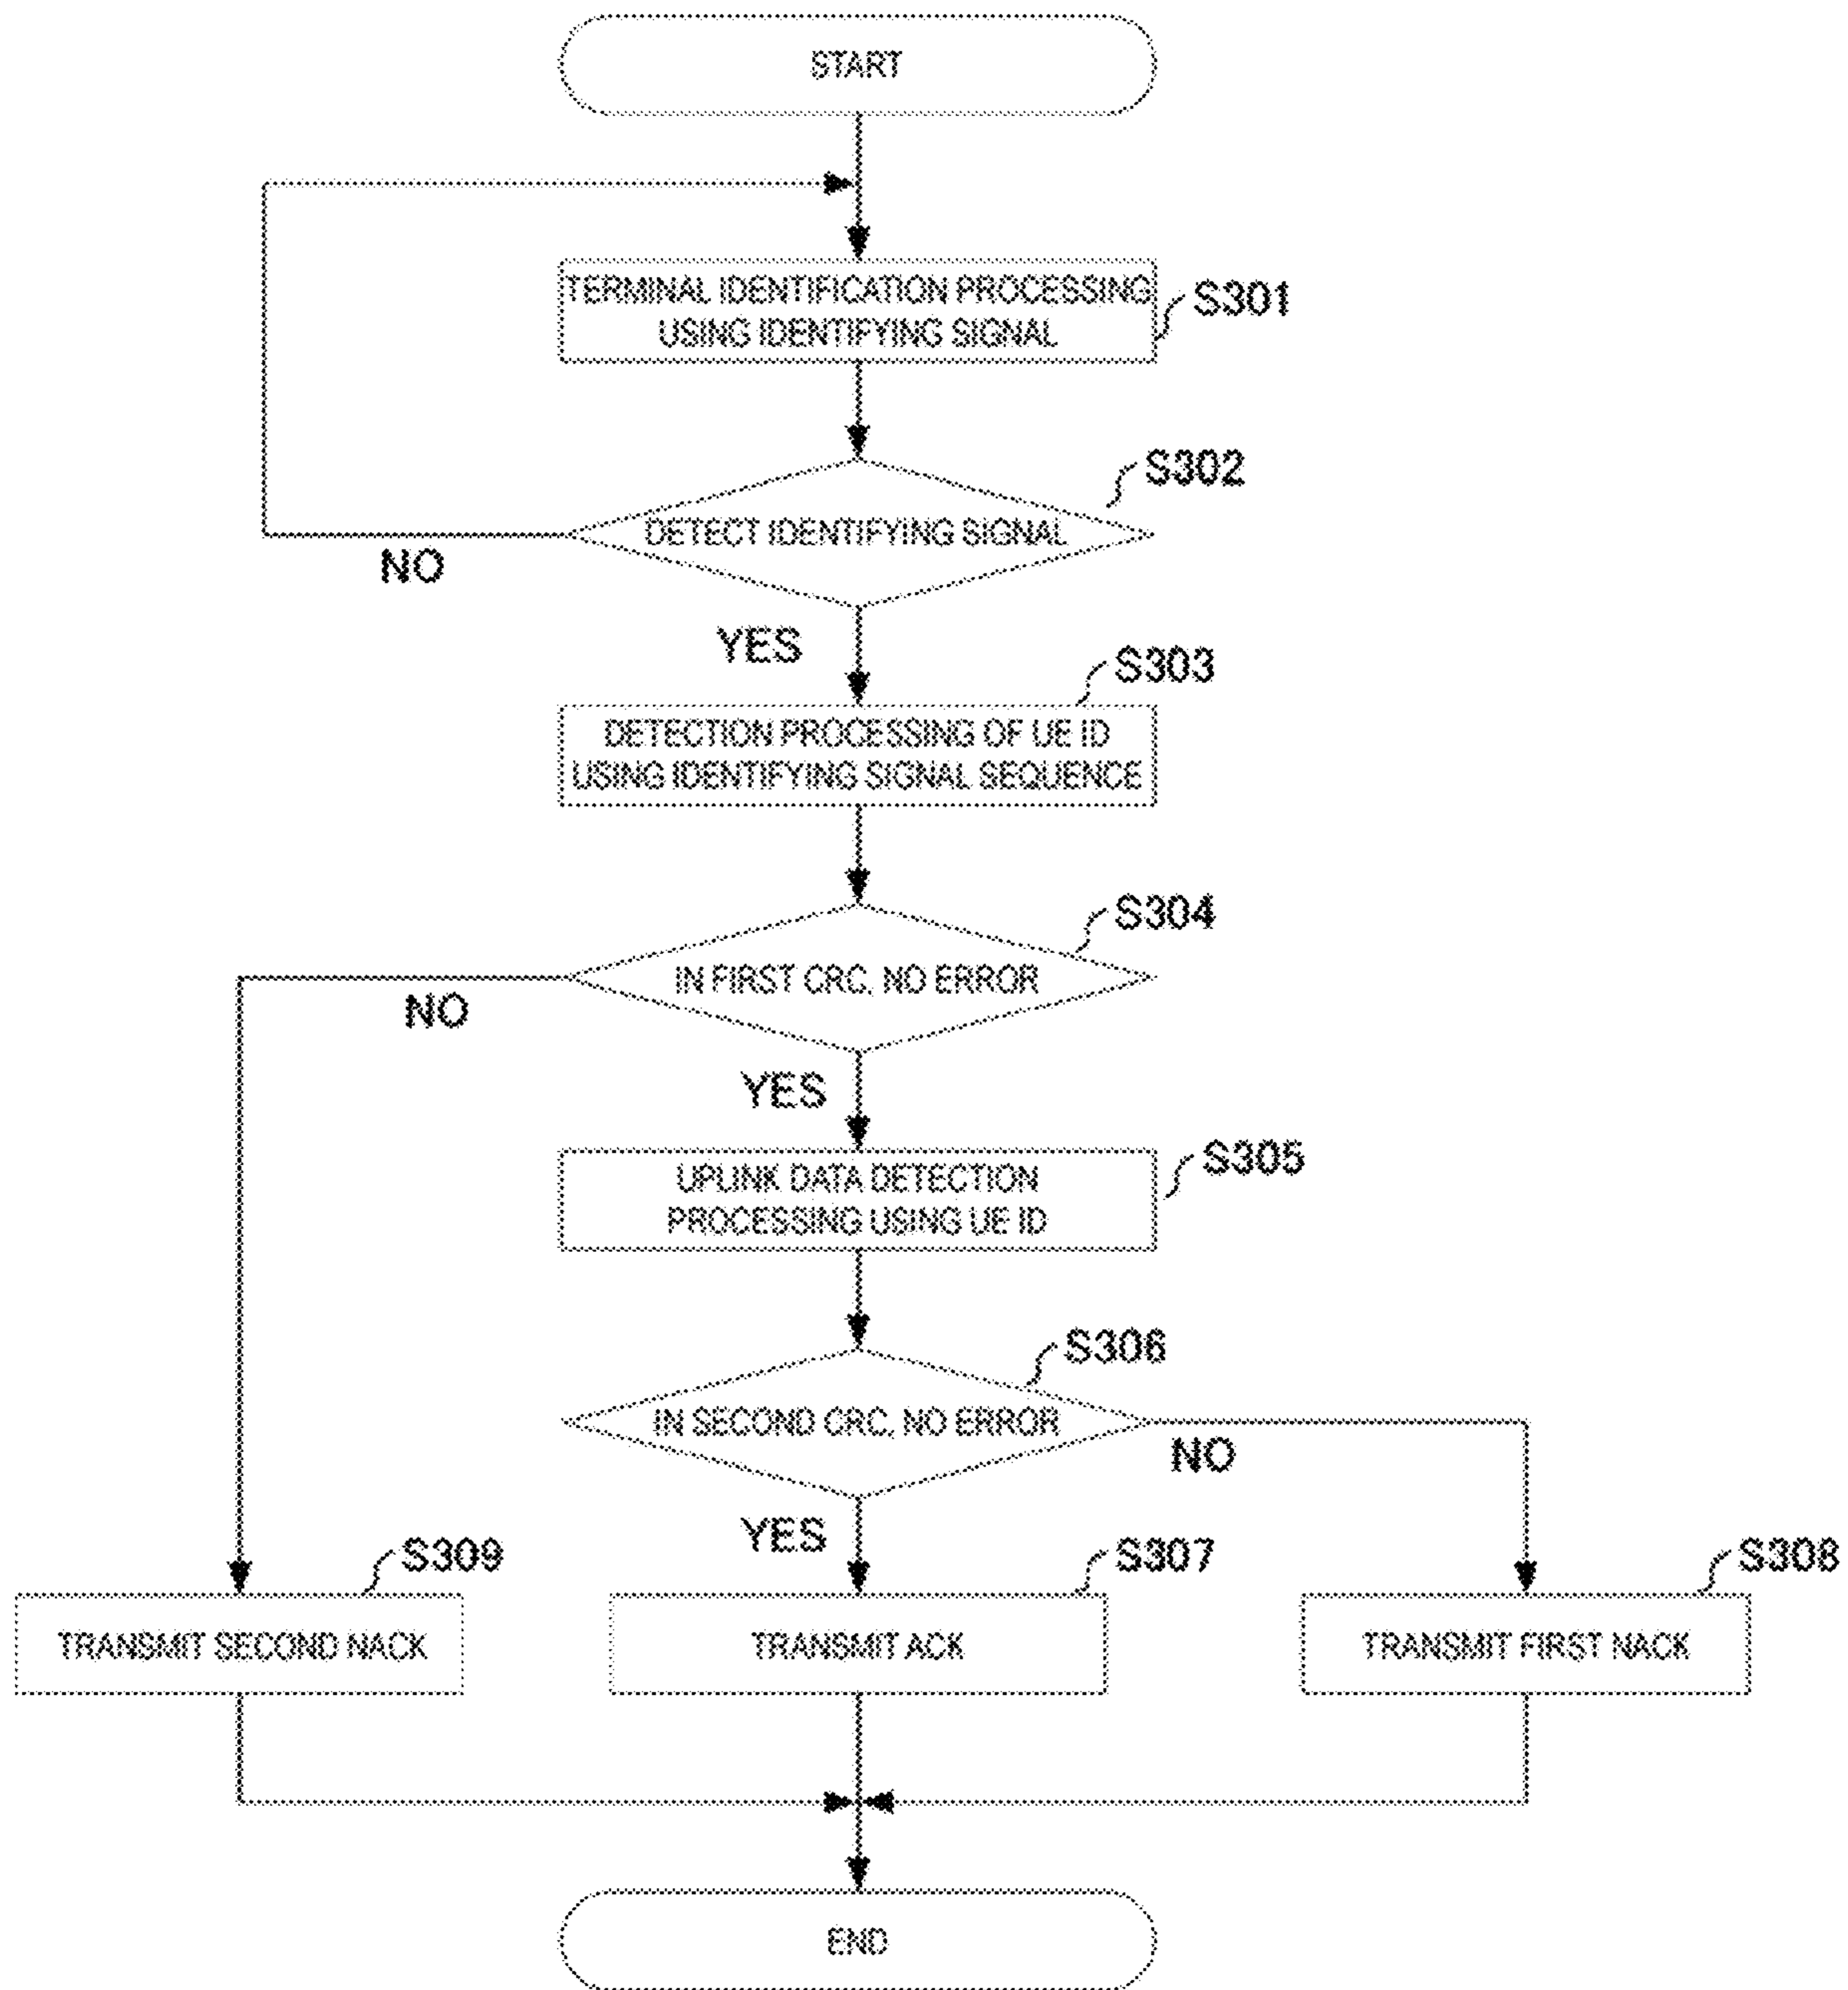 START
TERMINAL IDENTIFICATION PROCESSING
USING IDENTIFYING SIGNAL
S301
S302
DETECT IDENTIFYING SIGNAL
NO
YES
S303
DETECTION PROCESSING OF UE ID
USING IDENTIFYING SIGNAL SEQUENCE
S304
IN FIRST CRC, NO ERROR
NO
YES
S305
UPLINK DATA DETECTION
PROCESSING USING UE ID
S306
IN SECOND CRC, NO ERROR
NO
YES
S309
S307
S308
TRANSMIT SECOND NACK
TRANSMIT ACK
TRANSMIT FIRST NACK
END